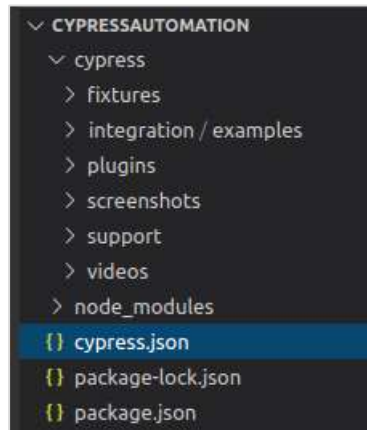 CYPRESSAUTOMATION
cypress
fixtures
integration / examples
plugins
screenshots
support
videos
node_modules
{} cypress.json
{} package-lock.json
{} package.json